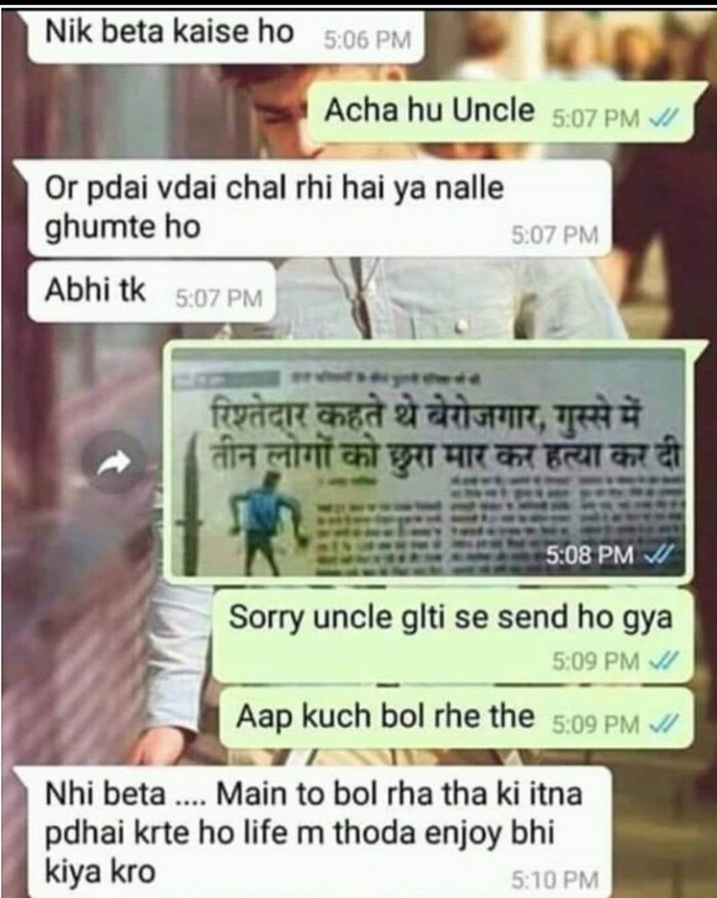 Nik beta kaise ho 5:06 PM
Acha hu Uncle 5:07 PM
Or pdai vdai chal rhi hai ya nalle
ghumte ho 5:07 PM
Abhi tk 5:07 PM
रिश्तेदार कहते थे बेरोजगार, गुस्से में
तीन लोगों को छुरा मार कर हत्या कर दी
5:08 PM
Sorry uncle glti se send ho gya
5:09 PM
Aap kuch bol rhe the 5:09 PM
Nhi beta .... Main to bol rha tha ki itna
pdhai krte ho life m thoda enjoy bhi
kiya kro 5:10 PM